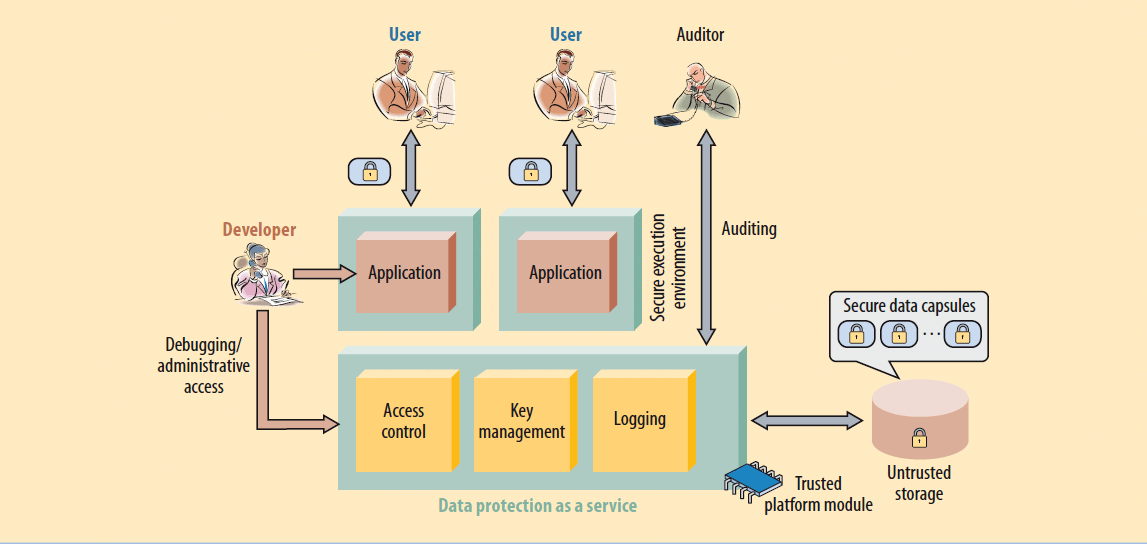 User
User
Auditor
Developer
Application
Application
Secure execution
environment
Auditing
Secure data capsules
...
Debugging/
administrative
access
Access
control
Key
management
Logging
Untrusted
storage
Trusted
platform module
Data protection as a service